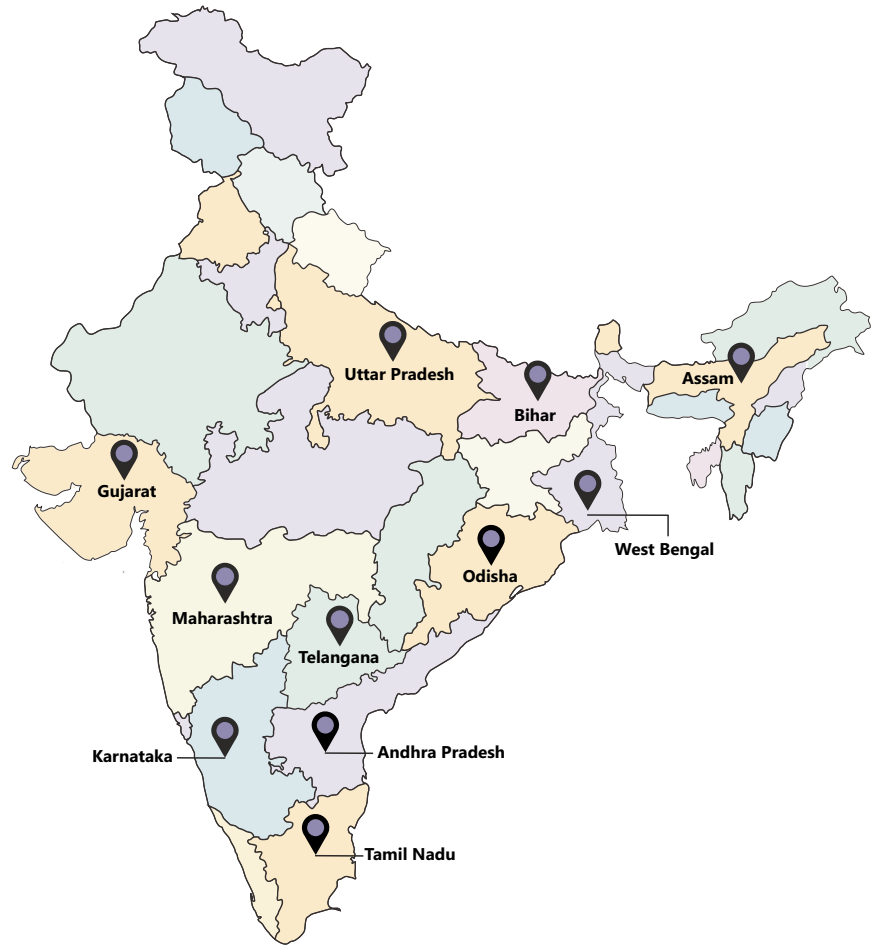 Uttar Pradesh
Assam
Bihar
Gujarat
West Bengal
Odisha
Maharashtra
Telangana
Karnataka
Andhra Pradesh
Tamil Nadu